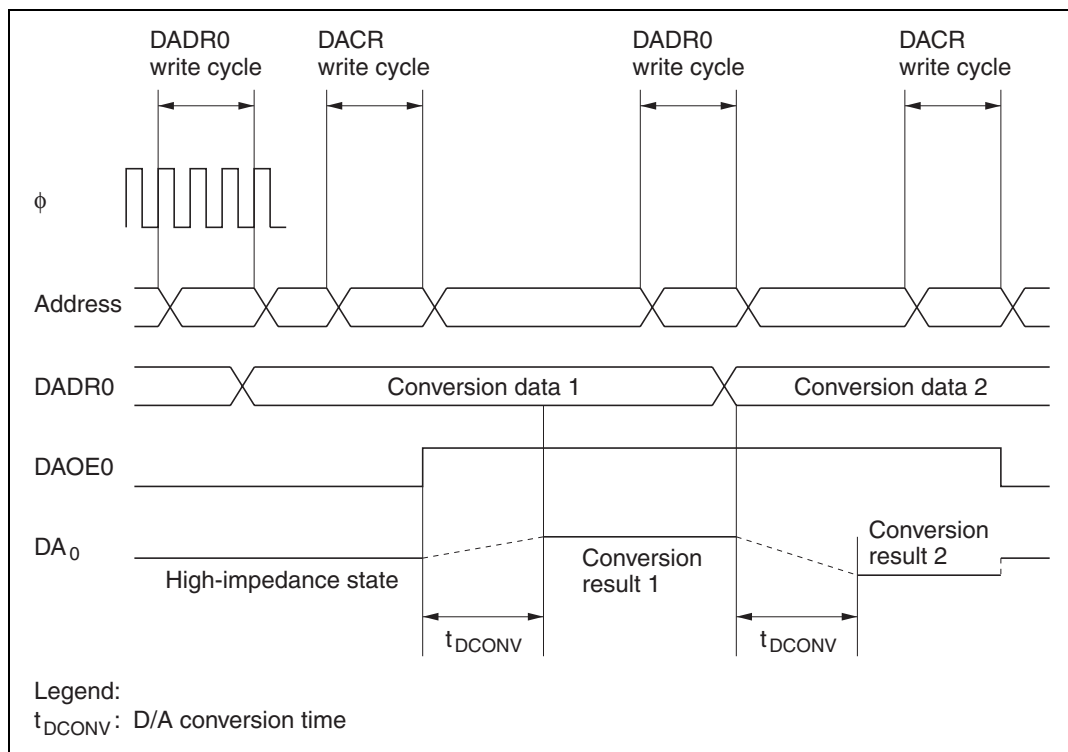 DADR0
write cycle
DACR
write cycle
DADR0
write cycle
DACR
write cycle
ϕ
Address
DADR0
Conversion data 1
Conversion data 2
DAOE0
DA0
High-impedance state
Conversion
result 1
Conversion
result 2
tDCONV
tDCONV
Legend:
tDCONV: D/A conversion time